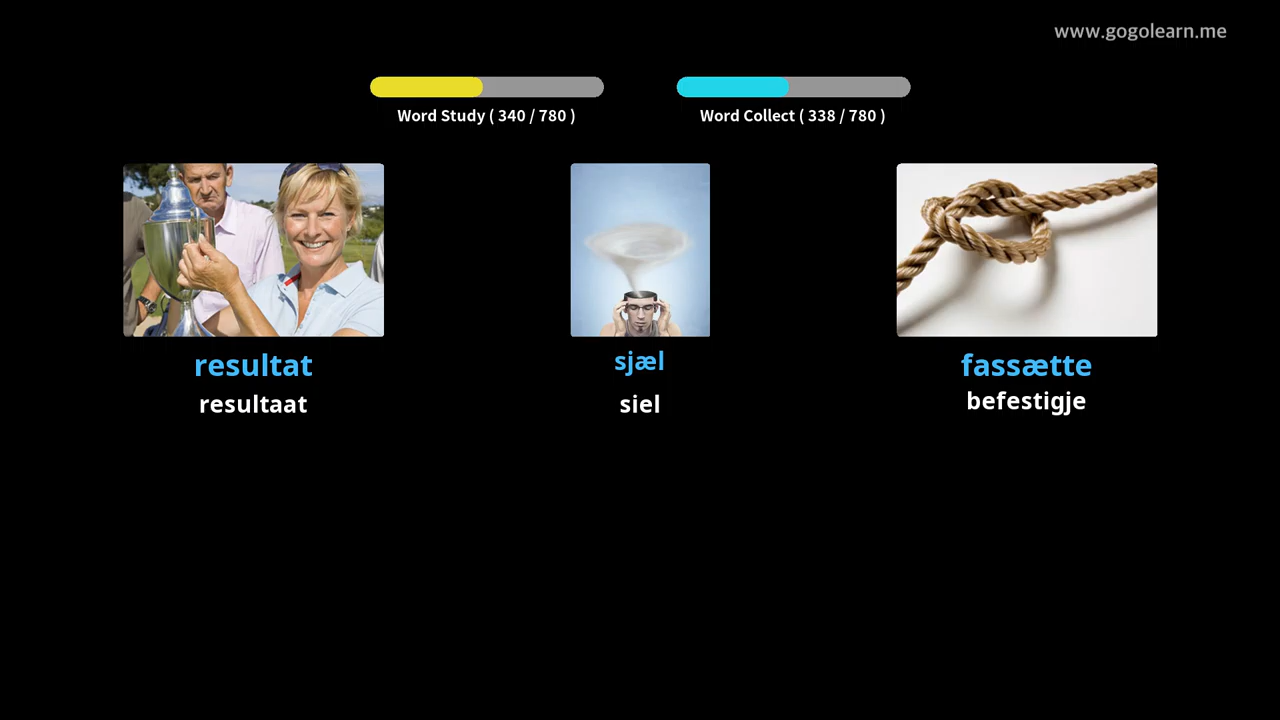 www.gogolearn.me
Word Study ( 340 / 780 )
Word Collect ( 338 / 780 )
resultat
resultaat
sjæl
siel
fassætte
befestigje